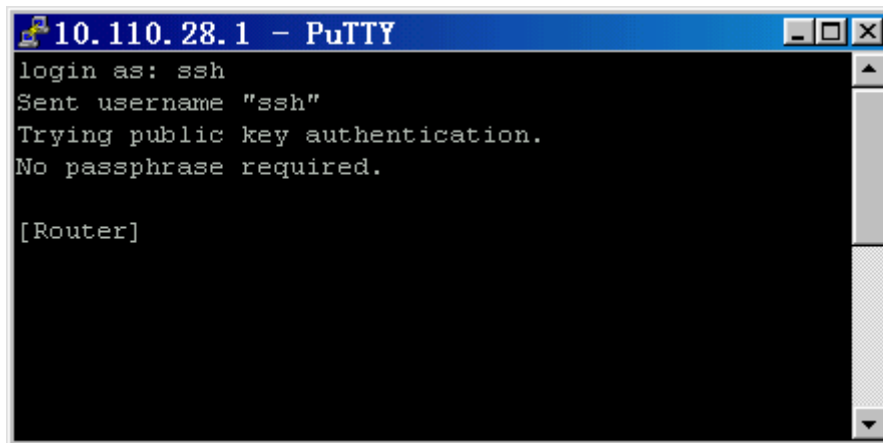 10.110.28.1 - PuTTY
login as: ssh
Sent username "ssh"
Trying public key authentication.
No passphrase required.
[Router]